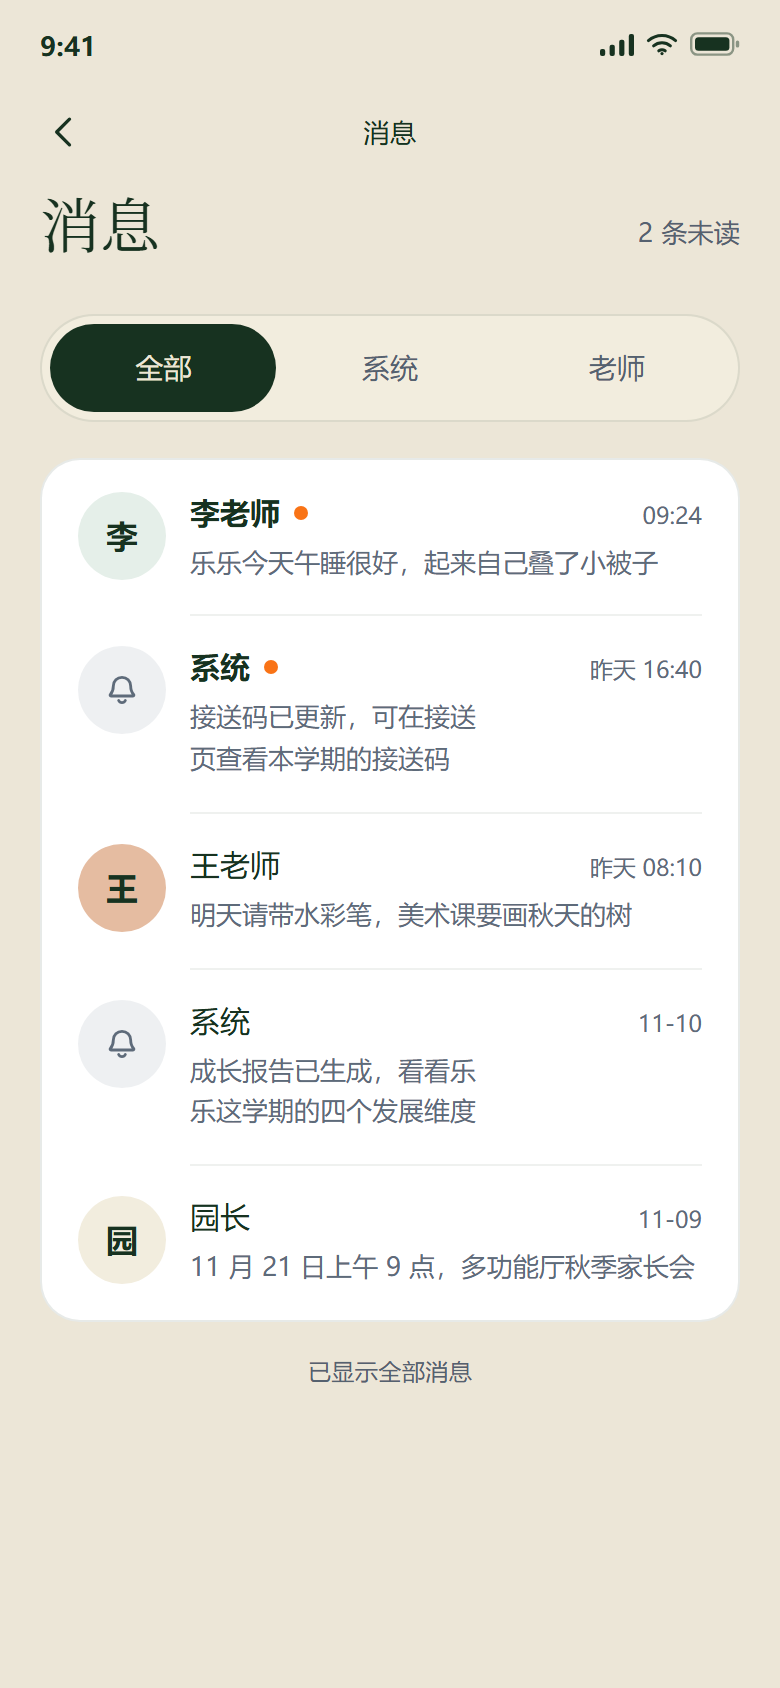 9:41
消息
消息
2 条未读
全部
系统
老师
李
李老师
09:24
乐乐今天午睡很好，起来自己叠了小被子
系统
昨天 16:40
接送码已更新，可在接送
页查看本学期的接送码
王
王老师
昨天 08:10
明天请带水彩笔，美术课要画秋天的树
系统
11-10
成长报告已生成，看看乐
乐这学期的四个发展维度
园
园长
11-09
11 月 21 日上午 9 点，多功能厅秋季家长会
已显示全部消息